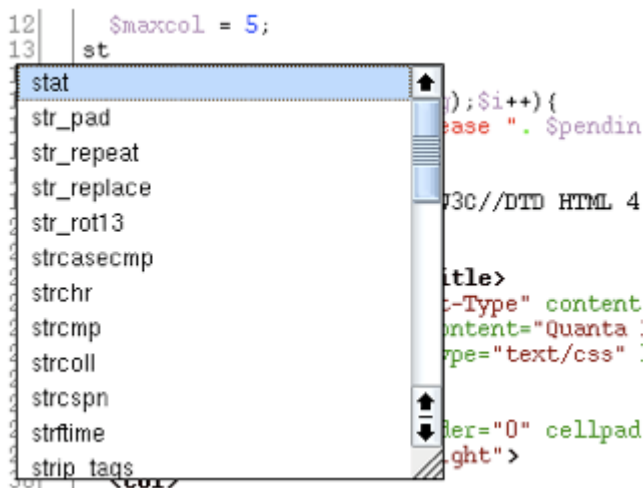 12 $maxcol = 5;
13 st
stat
str_pad
str_repeat
str_replace
str_rot13
strcasecmp
strchr
strcmp
strcoll
strcspn
strftime
strip_tags
);$i++){
ease ". $pendin
W3C//DTD HTML 4
itle>
t-Type" content
ontent="Quanta
ype="text/css"
der="0" cellpad
ght">